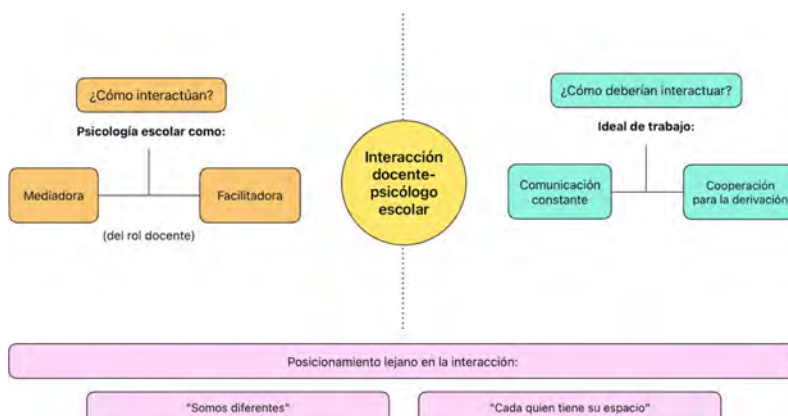 ¿Cómo interactúan?
Psicología escolar como:
Mediadora
Facilitadora
(del rol docente)
Interacción
docente-
psicólogo
escolar
¿Cómo deberían interactuar?
Ideal de trabajo:
Comunicación
constante
Cooperación
para la derivación
Posicionamiento lejano en la interacción:
"Somos diferentes"
"Cada quien tiene su espacio"